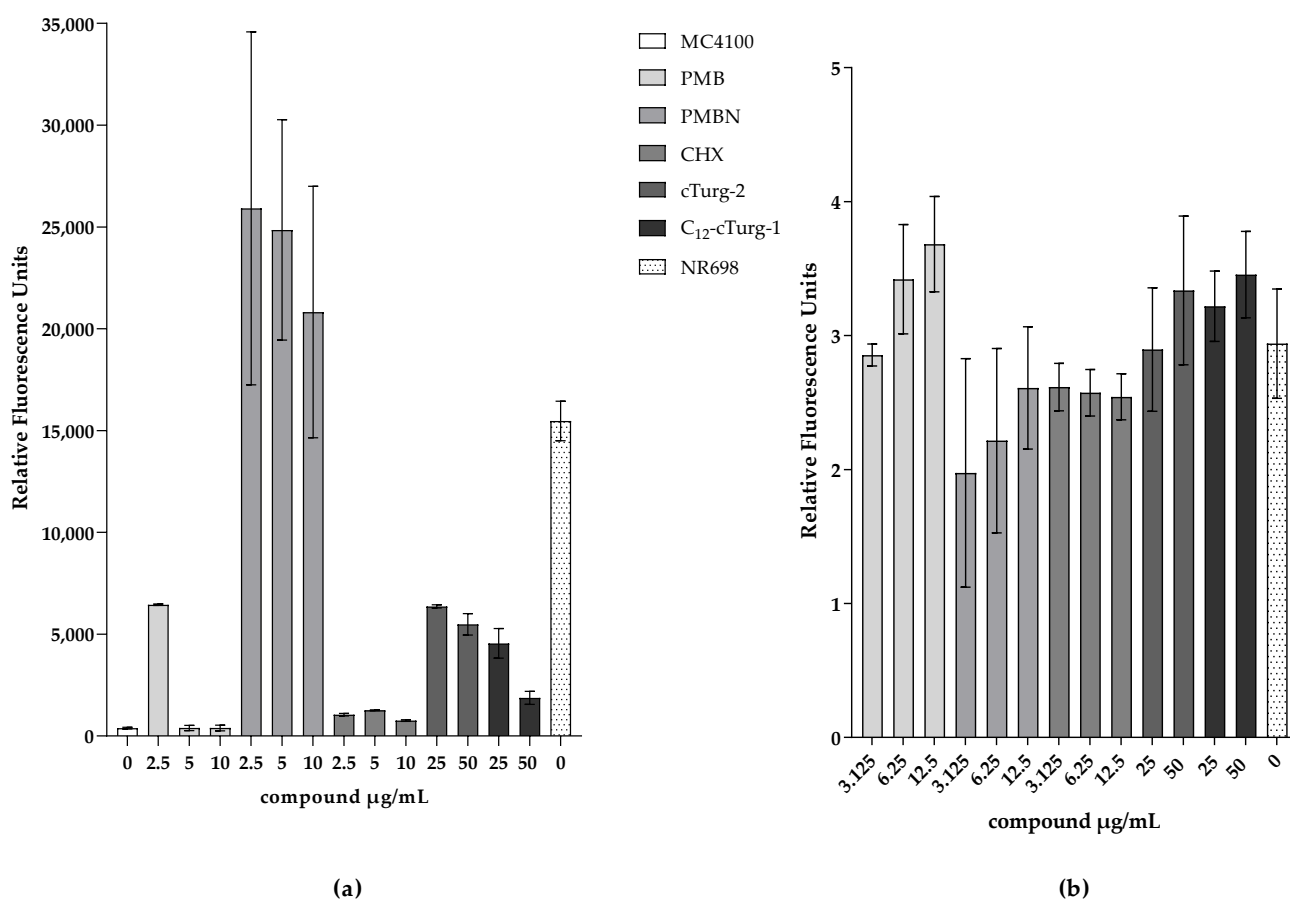 35,000
30,000
25,000
20,000
15,000
10,000
5,000
0
Relative Fluorescence Units
0 2.5 5 10 2.5 5 10 2.5 5 10 25 50 25 50 0
compound µg/mL
(a)
MC4100
PMB
PMBN
CHX
cTurg-2
C₁₂-cTurg-1
NR698
5
4
3
2
1
0
Relative Fluorescence Units
3.125 6.25 12.5 3.125 6.25 12.5 3.125 6.25 12.5 25 50 25 50 0
compound µg/mL
(b)